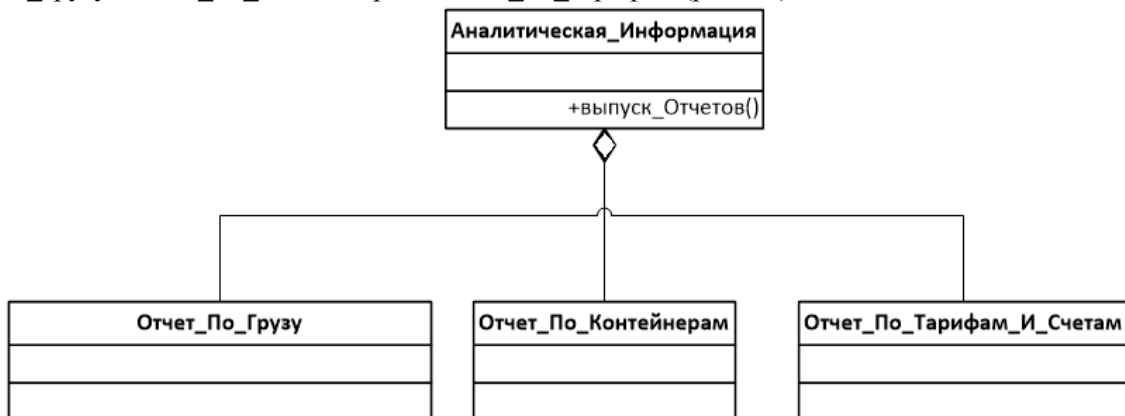 Аналитическая_Информация
+выпуск_Отчетов()
Отчет_По_Грузу
Отчет_По_Контейнерам
Отчет_По_Тарифам_И_Счетам